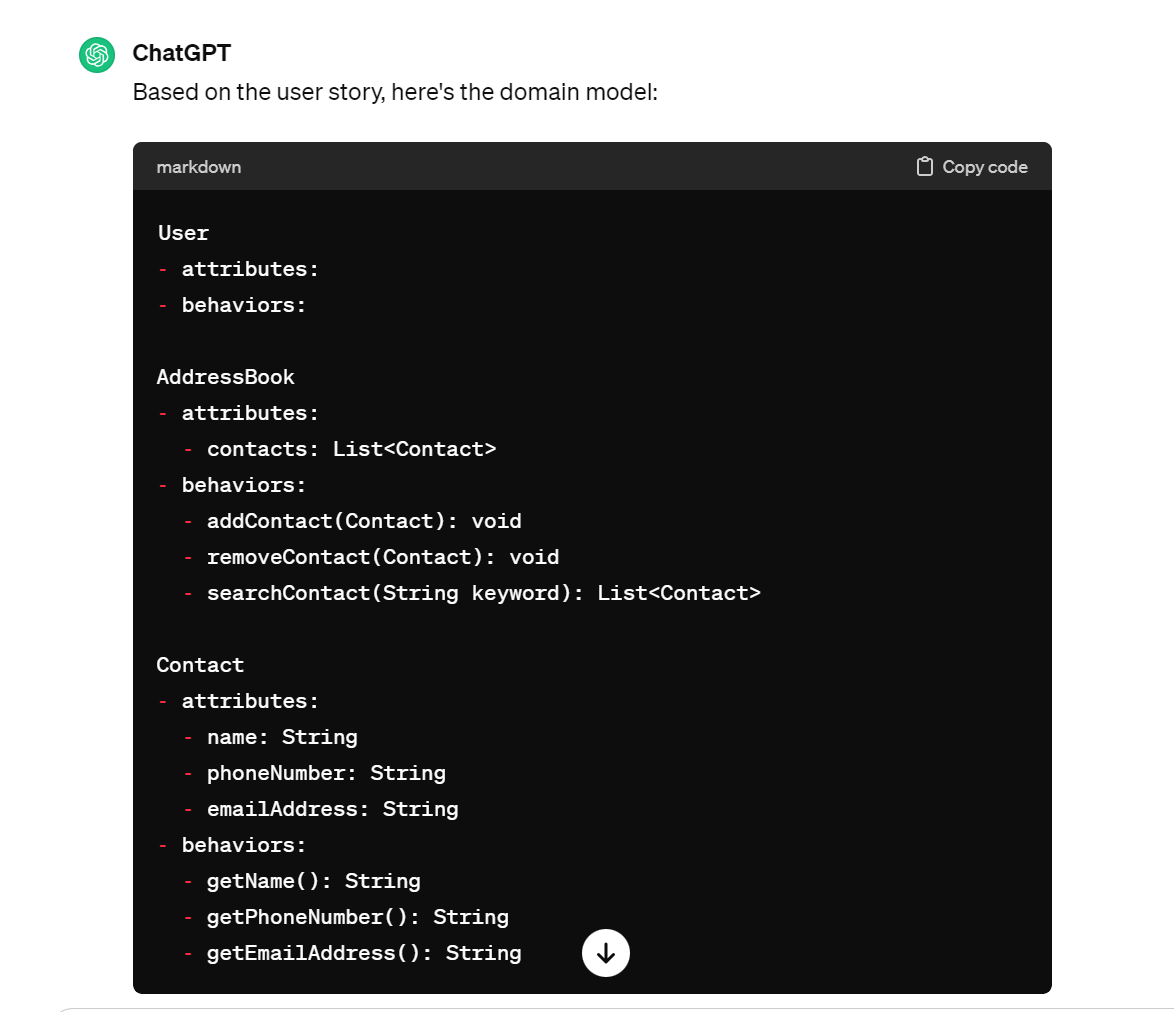 ChatGPT
Based on the user story, here's the domain model:
markdown
Copy code
User
- attributes:
- behaviors:
AddressBook
- attributes:
- contacts: List<Contact>
- behaviors:
- addContact(Contact): void
- removeContact(Contact): void
- searchContact(String keyword): List<Contact>
Contact
- attributes:
- name: String
- phoneNumber: String
- emailAddress: String
- behaviors:
- getName(): String
- getPhoneNumber(): String
- getEmailAddress(): String